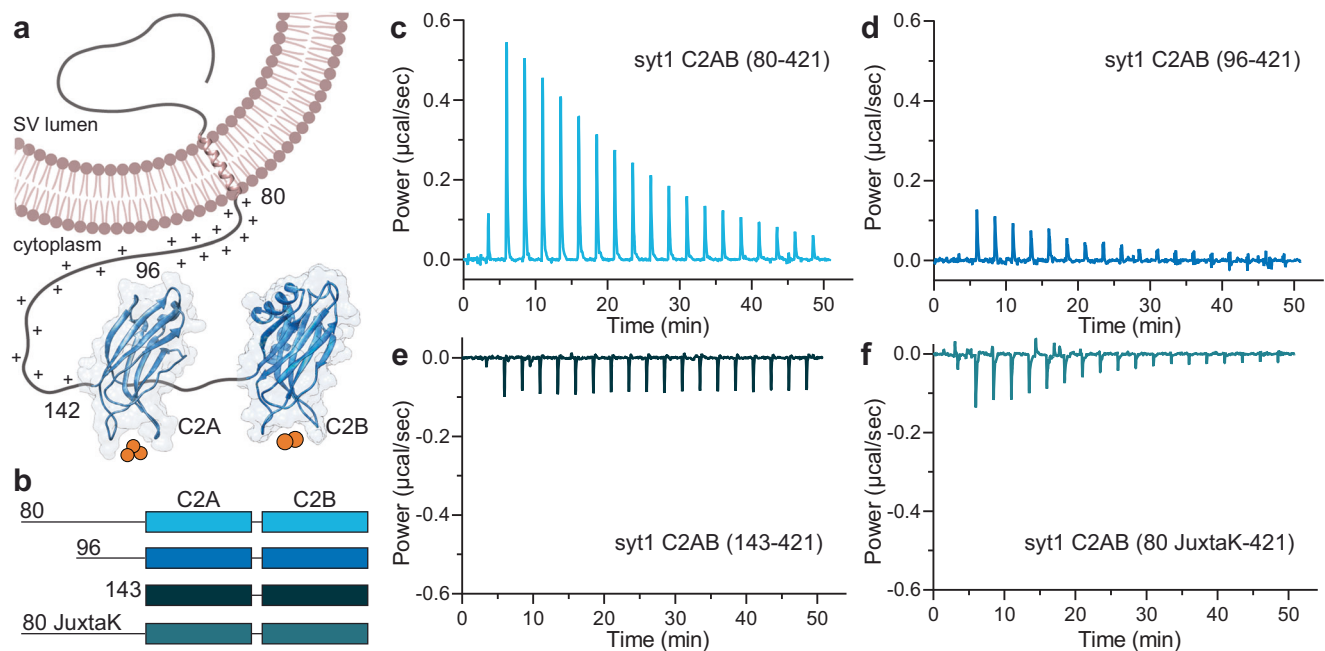 a
SV lumen
80
cytoplasm
+ + + + + + + + + + + + + + + + + +
96
142
C2A
C2B
b
C2A C2B
80
96
143
80 JuxtaK
c
syt1 C2AB (80-421)
Power (µcal/sec)
0.6
0.4
0.2
0.0
0 10 20 30 40 50
Time (min)
d
syt1 C2AB (96-421)
Power (µcal/sec)
0.6
0.4
0.2
0.0
0 10 20 30 40 50
Time (min)
e
syt1 C2AB (143-421)
Power (µcal/sec)
0.0
-0.2
-0.4
-0.6
0 10 20 30 40 50
Time (min)
f
syt1 C2AB (80 JuxtaK-421)
Power (µcal/sec)
0.0
-0.2
-0.4
-0.6
0 10 20 30 40 50
Time (min)